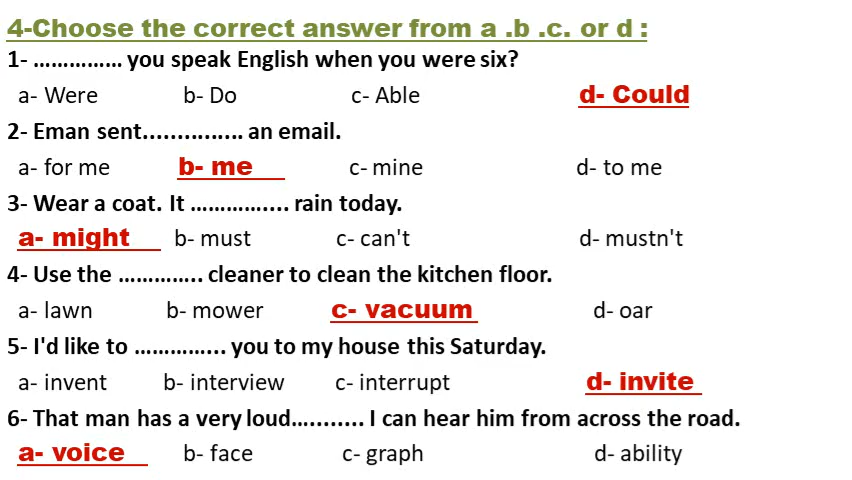 4-Choose the correct answer from a .b .c. or d :
1- …………… you speak English when you were six?
a- Were b- Do c- Able d- Could
2- Eman sent............... an email.
a- for me b- me c- mine d- to me
3- Wear a coat. It ………….... rain today.
a- might b- must c- can't d- mustn't
4- Use the ………….. cleaner to clean the kitchen floor.
a- lawn b- mower c- vacuum d- oar
5- I'd like to …………... you to my house this Saturday.
a- invent b- interview c- interrupt d- invite
6- That man has a very loud…........ I can hear him from across the road.
a- voice b- face c- graph d- ability